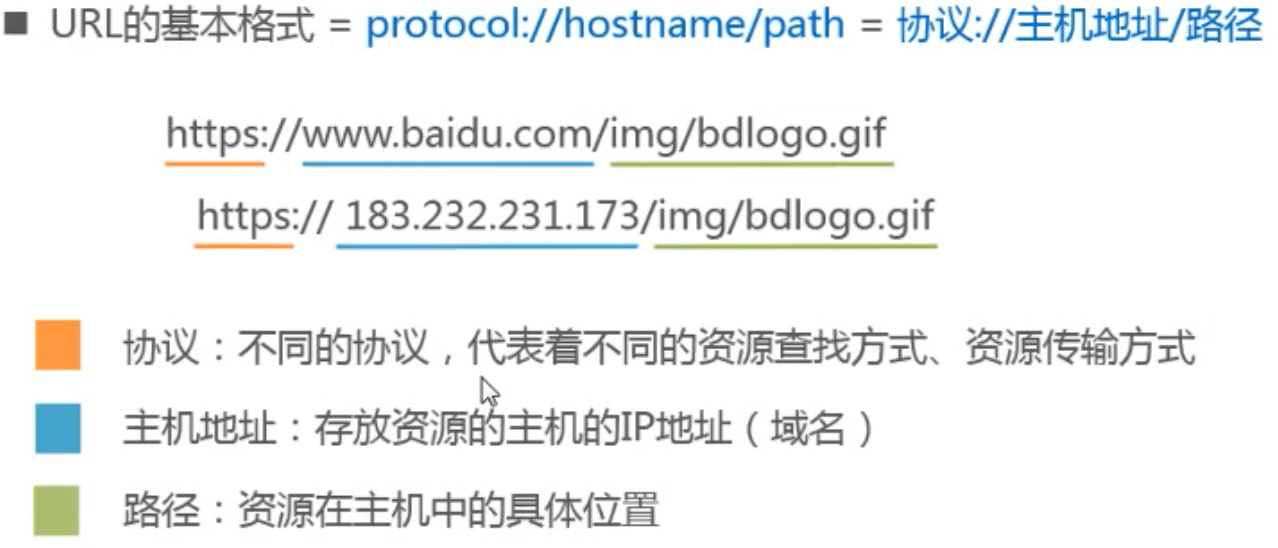 ■ URL的基本格式 = protocol://hostname/path = 协议://主机地址/路径
https://www.baidu.com/img/bdlogo.gif
https:// 183.232.231.173/img/bdlogo.gif
协议：不同的协议，代表着不同的资源查找方式、资源传输方式
主机地址：存放资源的主机的IP地址（域名）
路径：资源在主机中的具体位置